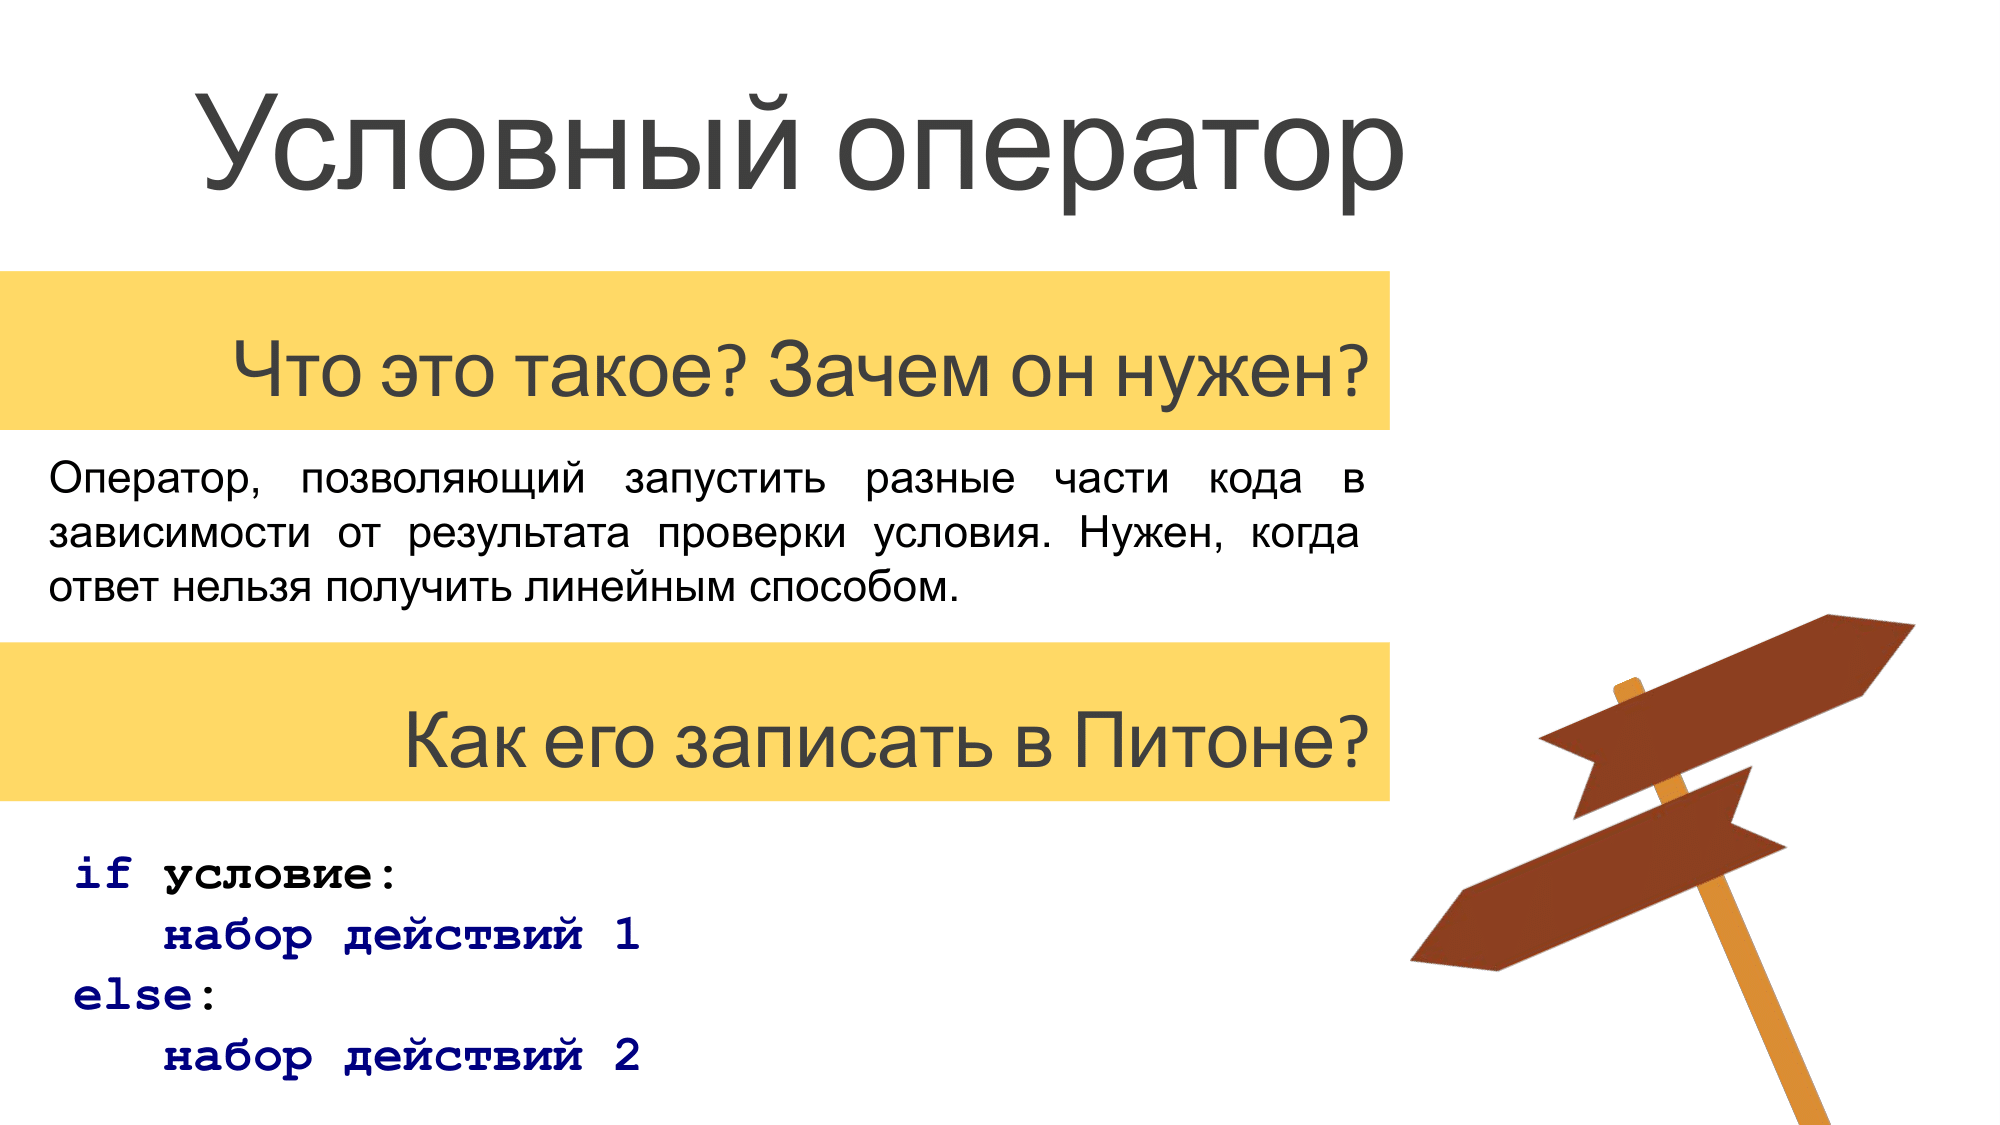 Условный оператор
Что это такое? Зачем он нужен?
Оператор, позволяющий запустить разные части кода в
зависимости от результата проверки условия. Нужен, когда
ответ нельзя получить линейным способом.
Как его записать в Питоне?
if условие:
   набор действий 1
else:
   набор действий 2